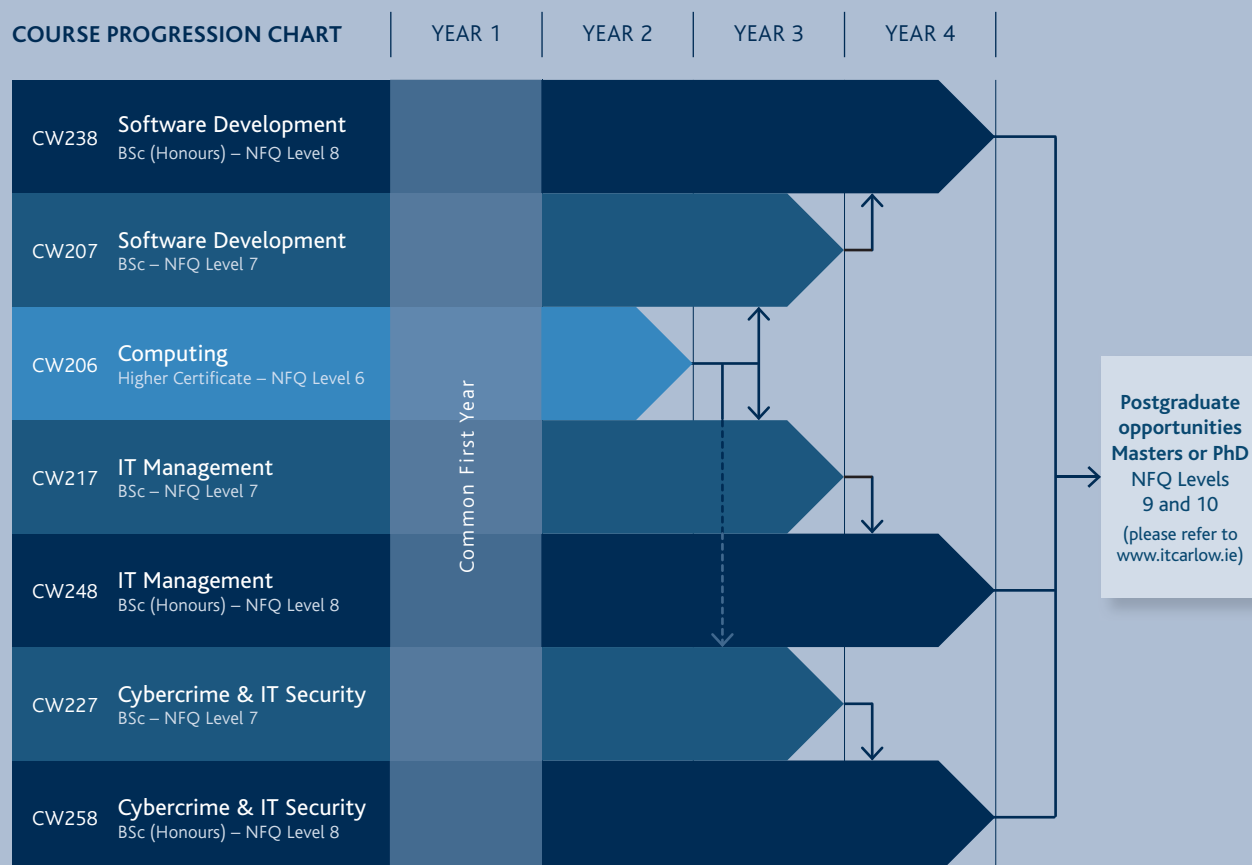 COURSE PROGRESSION CHART
YEAR 1
YEAR 2
YEAR 3
YEAR 4
CW238
Software Development
BSc (Honours) – NFQ Level 8
CW207
Software Development
BSc – NFQ Level 7
CW206
Computing
Higher Certificate – NFQ Level 6
CW217
IT Management
BSc – NFQ Level 7
CW248
IT Management
BSc (Honours) – NFQ Level 8
CW227
Cybercrime & IT Security
BSc – NFQ Level 7
CW258
Cybercrime & IT Security
BSc (Honours) – NFQ Level 8
Common First Year
Postgraduate
opportunities
Masters or PhD
NFQ Levels
9 and 10
(please refer to
www.itcarlow.ie)